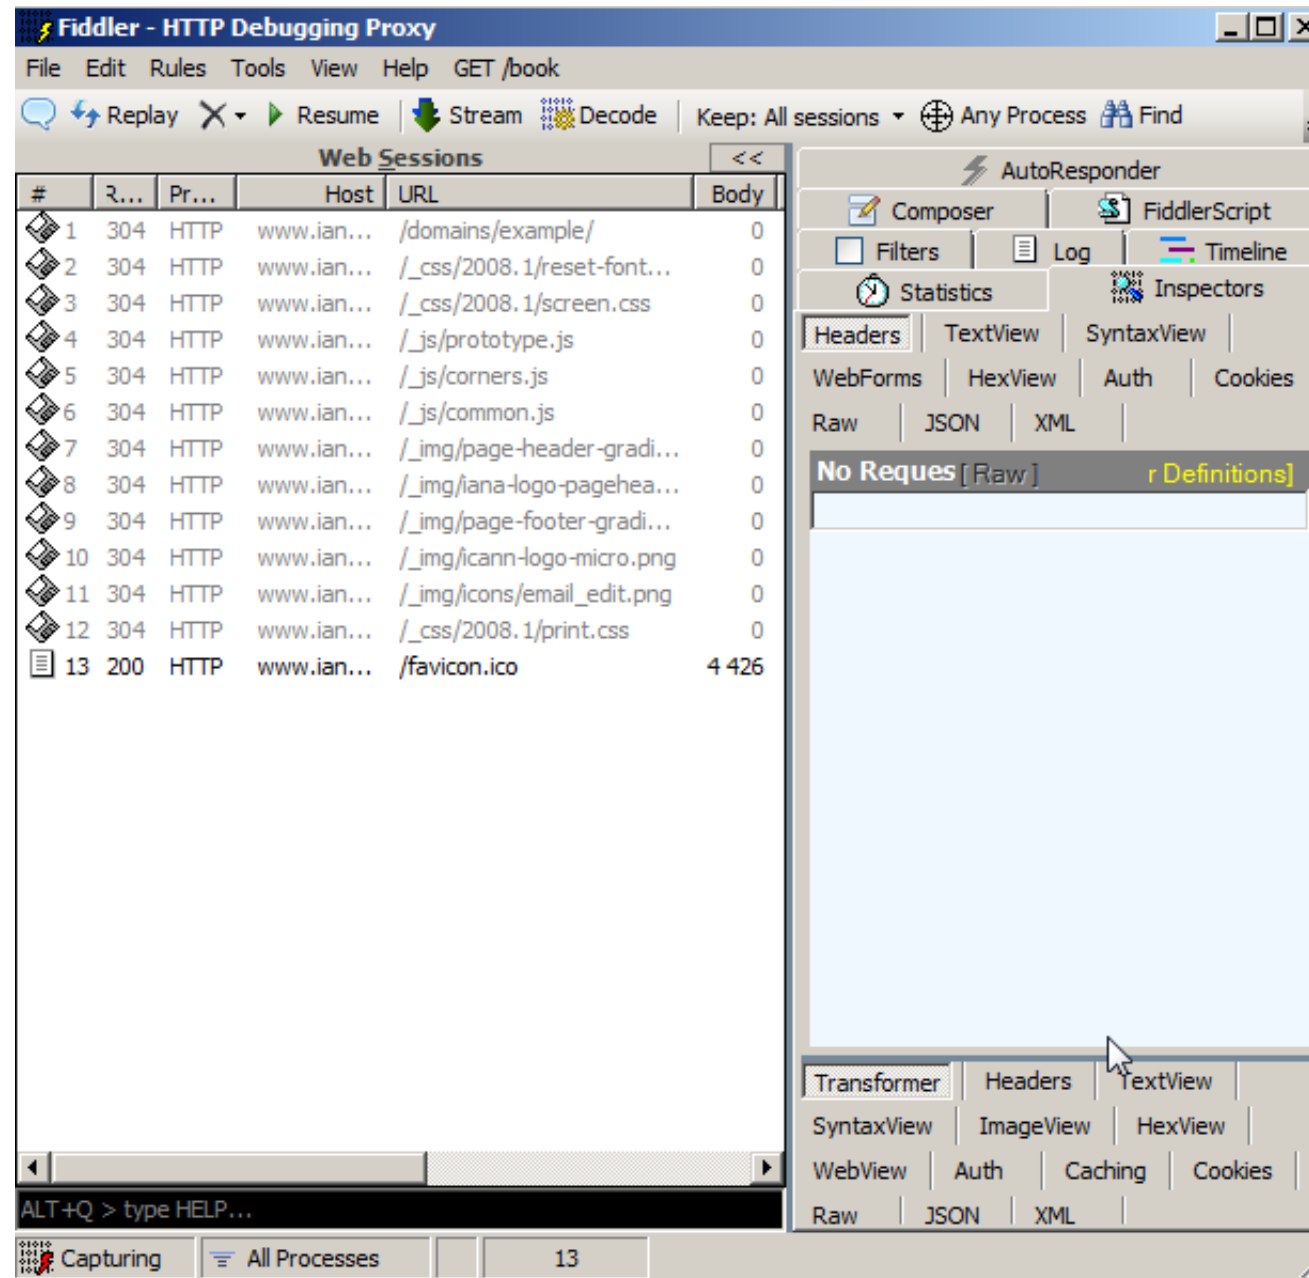 Fiddler - HTTP Debugging Proxy
File Edit Rules Tools View Help GET /book
Replay Resume Stream Decode Keep: All sessions Any Process Find
Web Sessions <<
# R... Pr... Host URL Body
1 304 HTTP www.ian... /domains/example/ 0
2 304 HTTP www.ian... /_css/2008.1/reset-font... 0
3 304 HTTP www.ian... /_css/2008.1/screen.css 0
4 304 HTTP www.ian... /_js/prototype.js 0
5 304 HTTP www.ian... /_js/corners.js 0
6 304 HTTP www.ian... /_js/common.js 0
7 304 HTTP www.ian... /_img/page-header-gradi... 0
8 304 HTTP www.ian... /_img/iana-logo-pagehea... 0
9 304 HTTP www.ian... /_img/page-footer-gradi... 0
10 304 HTTP www.ian... /_img/icann-logo-micro.png 0
11 304 HTTP www.ian... /_img/icons/email_edit.png 0
12 304 HTTP www.ian... /_css/2008.1/print.css 0
13 200 HTTP www.ian... /favicon.ico 4 426
ALT+Q > type HELP...
AutoResponder
Composer FiddlerScript
Filters Log Timeline
Statistics Inspectors
Headers TextView SyntaxView
WebForms HexView Auth Cookies
Raw JSON XML
No Reques [ Raw ] r Definitions]
Transformer Headers TextView
SyntaxView ImageView HexView
WebView Auth Caching Cookies
Raw JSON XML
Capturing All Processes 13